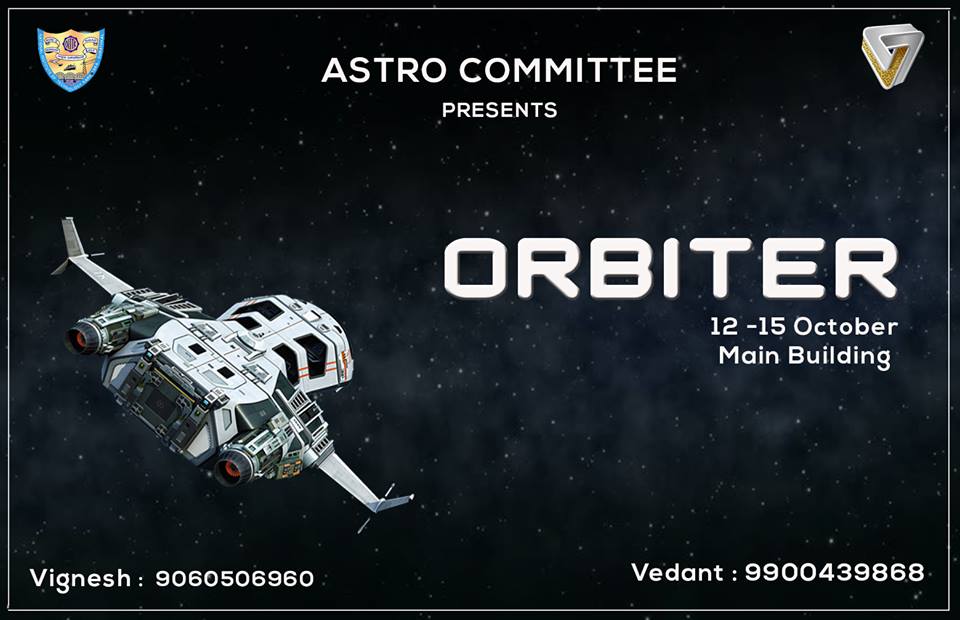 ASTRO COMMITTEE
PRESENTS
ORBITER
12 -15 October
Main Building
Vignesh : 9060506960
Vedant : 9900439868